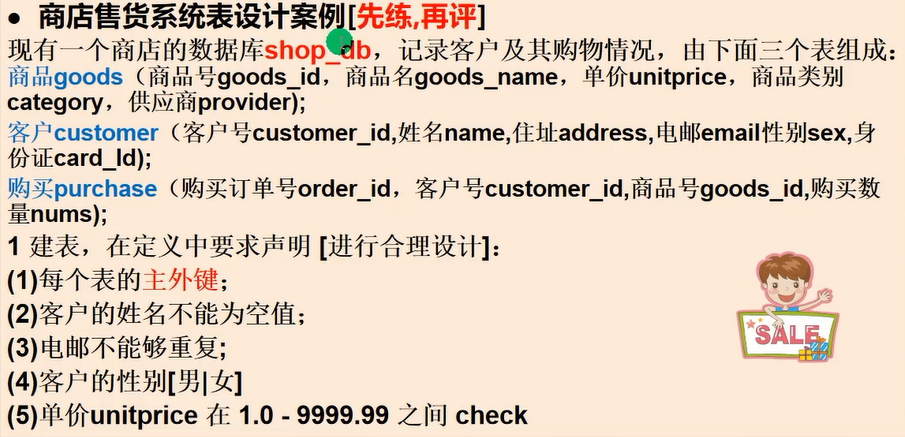 ● 商店售货系统表设计案例[先练,再评]
现有一个商店的数据库shop_db，记录客户及其购物情况，由下面三个表组成：
商品goods（商品号goods_id，商品名goods_name，单价unitprice，商品类别
category，供应商provider);
客户customer（客户号customer_id,姓名name,住址address,电邮email性别sex,身
份证card_Id);
购买purchase（购买订单号order_id，客户号customer_id,商品号goods_id,购买数
量nums);
1 建表，在定义中要求声明 [进行合理设计]：
(1)每个表的主外键；
(2)客户的姓名不能为空值；
(3)电邮不能够重复;
(4)客户的性别[男|女]
(5)单价unitprice 在 1.0 - 9999.99 之间 check
SALE